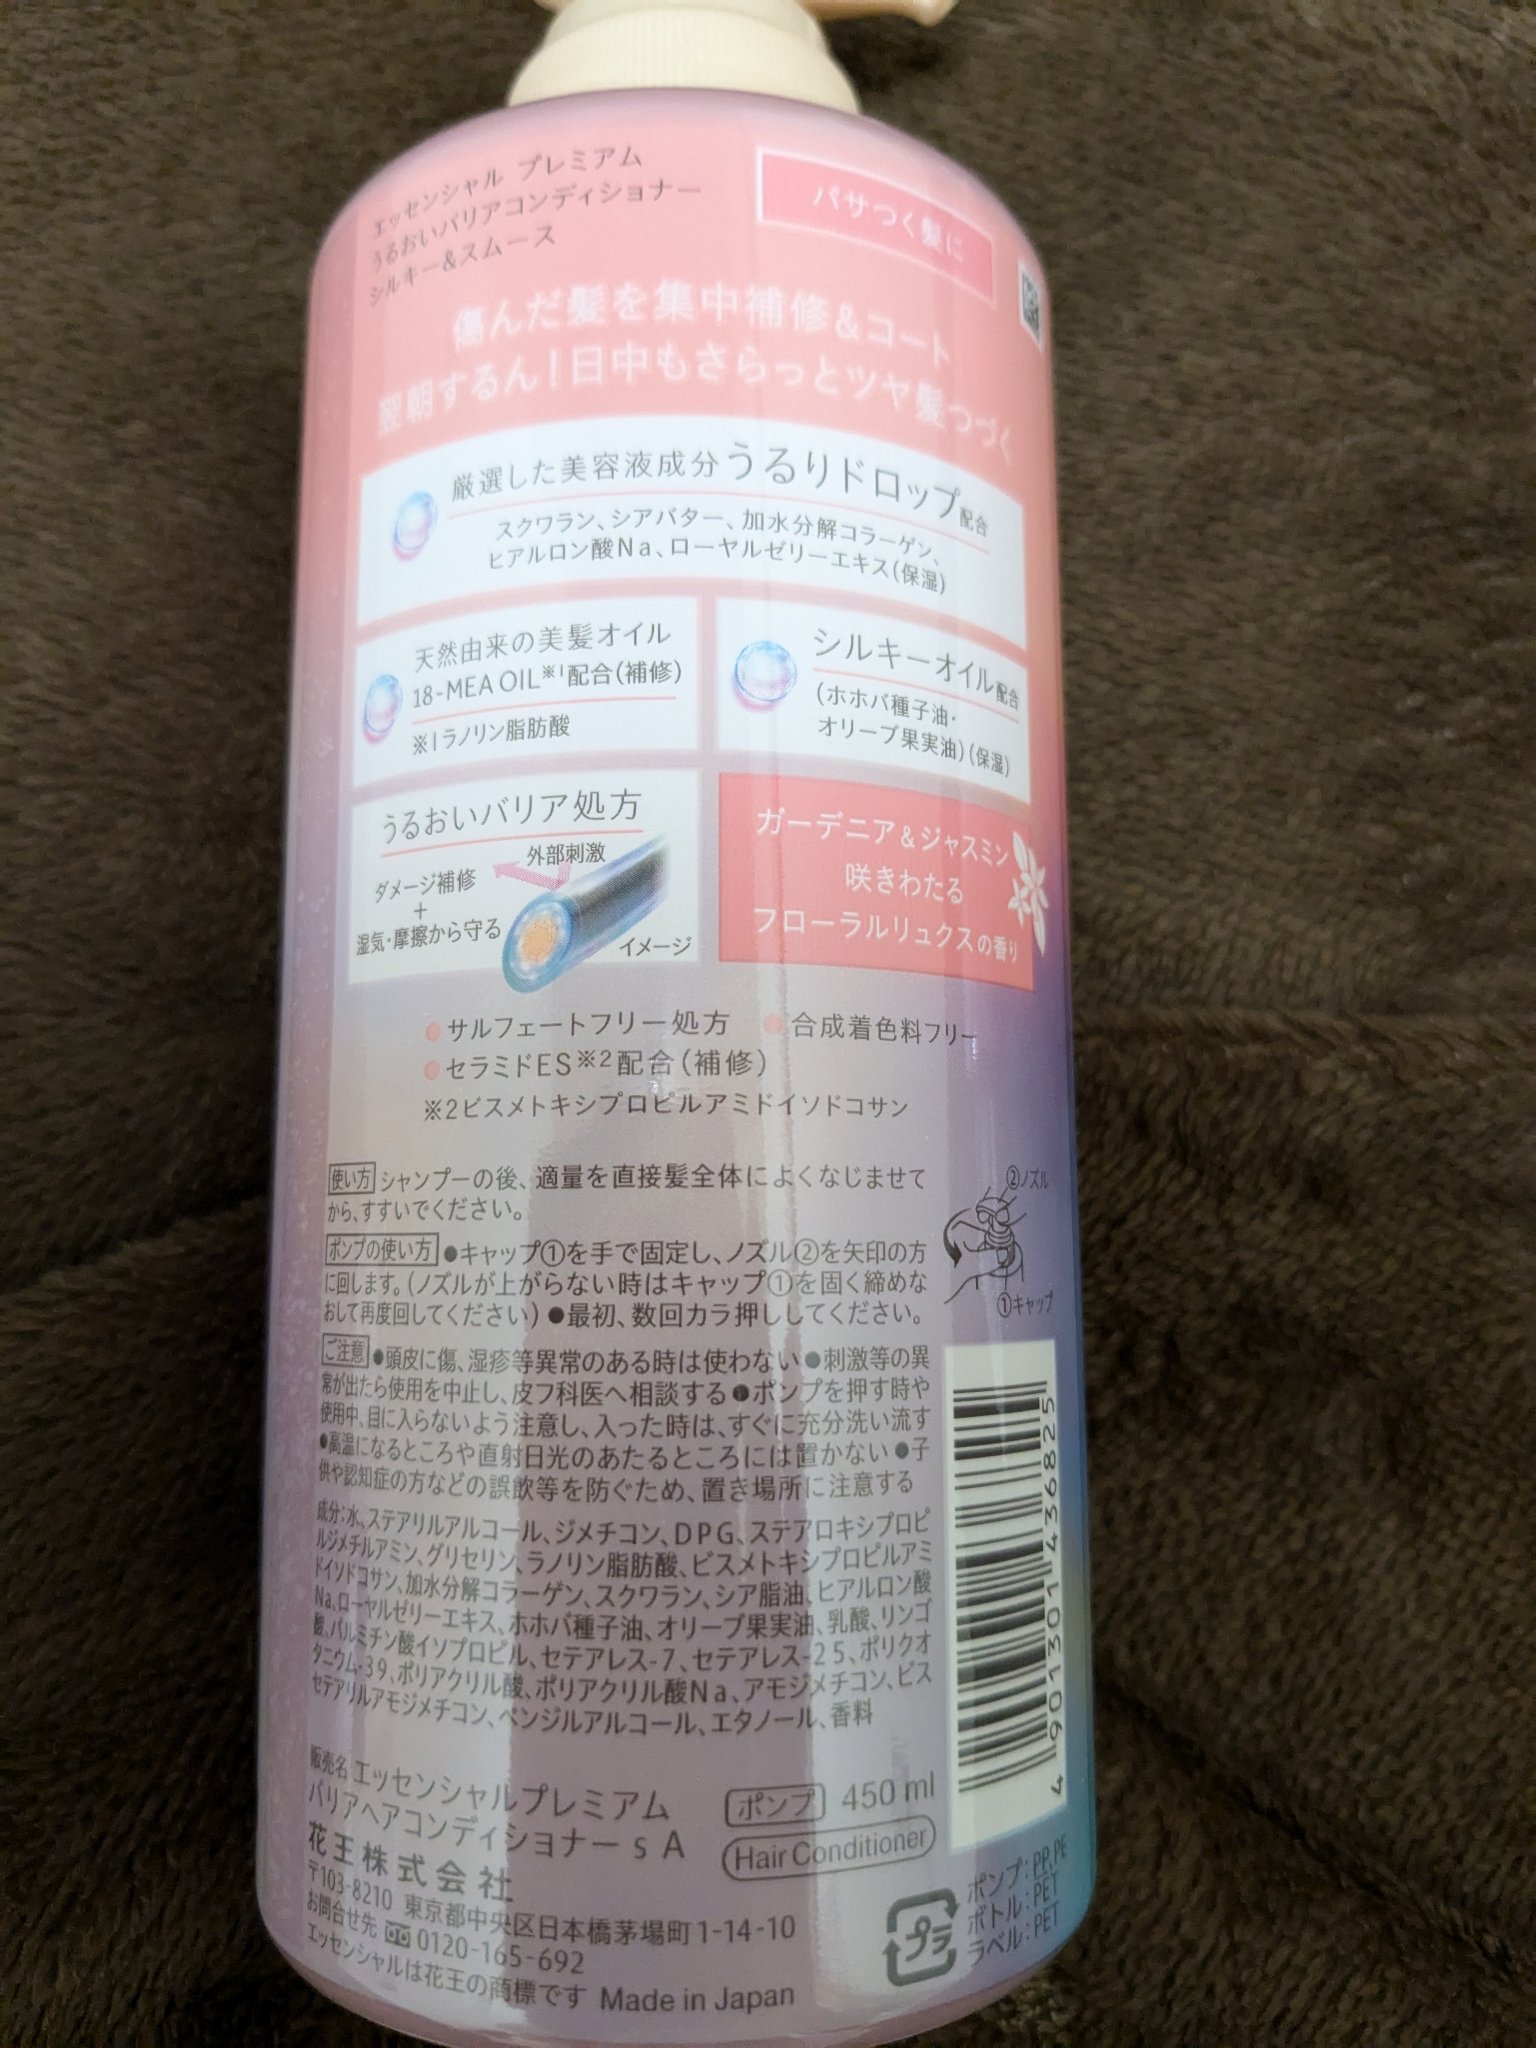 エッセンシャル プレミアム
うるおいバリアコンディショナー
シルキー&スムース
パサつく髪に
傷んだ髪を集中補修&コート
翌朝するん!日中もさらっとツヤ髪つづく
厳選した美容液成分うるりドロップ配合
スクワラン、シアバター、加水分解コラーゲン、
ヒアルロン酸Na、ローヤルゼリーエキス(保湿)
天然由来の美髪オイル
18-MEA OIL※1配合(補修)
※1ラノリン脂肪酸
シルキーオイル配合
(ホホバ種子油・
オリーブ果実油)(保湿)
うるおいバリア処方
外部刺激
ダメージ補修
+
湿気・摩擦から守る
イメージ
ガーデニア&ジャスミン
咲きわたる
フローラルリュクスの香り
●サルフェートフリー処方 ●合成着色料フリー
●セラミドES※2配合(補修)
※2ビスメトキシプロピルアミドイソドコサン
使い方 シャンプーの後、適量を直接髪全体によくなじませて
から、すすいでください。
ポンプの使い方 ●キャップ①を手で固定し、ノズル②を矢印の方
に回します。(ノズルが上がらない時はキャップ①を固く締めな
おして再度回してください) ●最初、数回カラ押ししてください。
②ノズル
①キャップ
ご注意 ●頭皮に傷、湿疹等異常のある時は使わない ●刺激等の異
常が出たら使用を中止し、皮フ科医へ相談する ●ポンプを押す時や
使用中、目に入らないよう注意し、入った時は、すぐに充分洗い流す
●高温になるところや直射日光のあたるところには置かない ●子
供や認知症の方などの誤飲等を防ぐため、置き場所に注意する
成分:水、ステアリルアルコール、ジメチコン、DPG、ステアロキシプロピ
ルジメチルアミン、グリセリン、ラノリン脂肪酸、ビスメトキシプロピルアミ
ドイソドコサン、加水分解コラーゲン、スクワラン、シア脂油、ヒアルロン酸
Na、ローヤルゼリーエキス、ホホバ種子油、オリーブ果実油、乳酸、リンゴ
酸、パルミチン酸イソプロピル、セテアレス-7、セテアレス-25、ポリクオ
タニウム-39、ポリアクリル酸、ポリアクリル酸Na、アモジメチコン、ビス
セテアリルアモジメチコン、ベンジルアルコール、エタノール、香料
4 901301 436825
販売名 エッセンシャルプレミアム
バリアヘアコンディショナー s A
ポンプ 450 ml
Hair Conditioner
花王株式会社
〒103-8210 東京都中央区日本橋茅場町1-14-10
お問合せ先 0120-165-692
エッセンシャルは花王の商標です Made in Japan
プラ
ポンプ:PP,PE
ボトル:PET
ラベル:PET